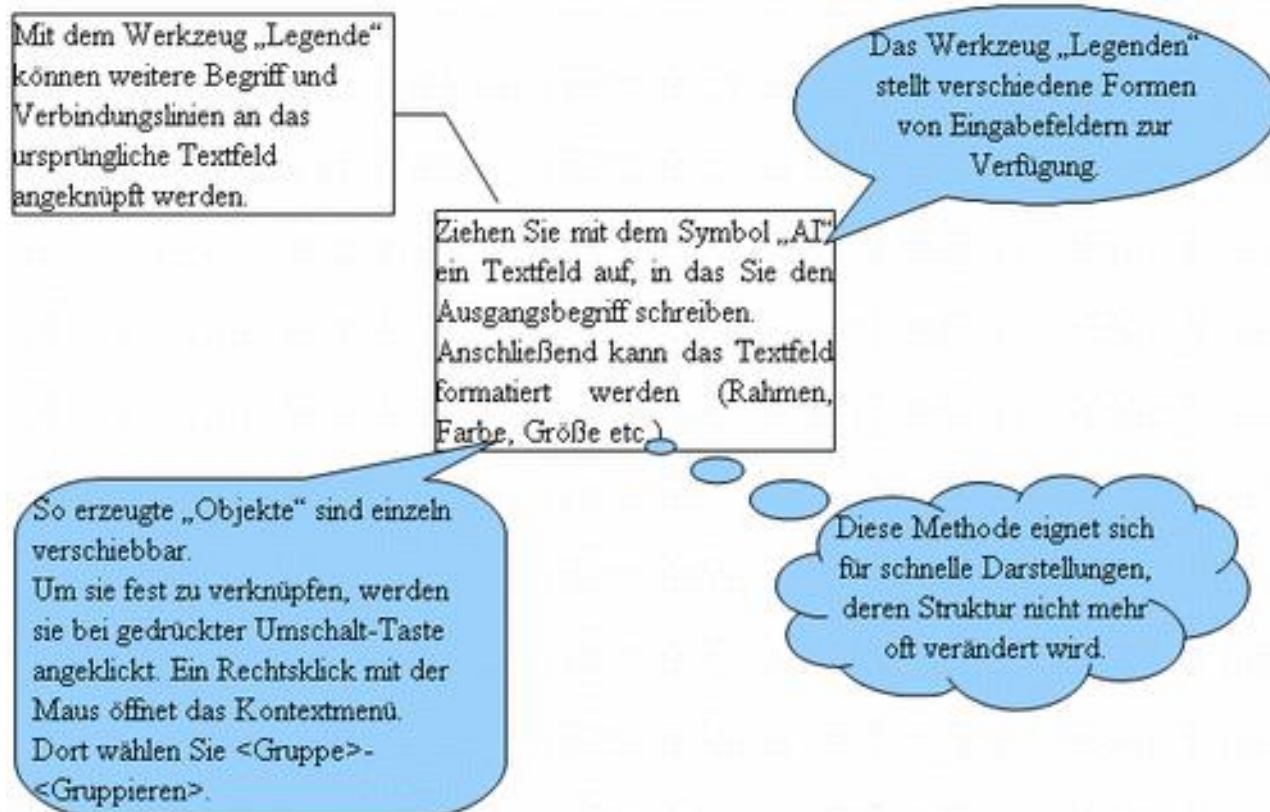 Mit dem Werkzeug „Legende“
können weitere Begriff und
Verbindungslinien an das
ursprüngliche Textfeld
angeknüpft werden.
Das Werkzeug „Legenden“
stellt verschiedene Formen
von Eingabefeldern zur
Verfügung.
Ziehen Sie mit dem Symbol „AI“
ein Textfeld auf, in das Sie den
Ausgangsbegriff schreiben.
Anschließend kann das Textfeld
formatiert werden (Rahmen,
Farbe, Größe etc.)
So erzeugte „Objekte“ sind einzeln
verschiebbar.
Um sie fest zu verknüpfen, werden
sie bei gedrückter Umschalt-Taste
angeklickt. Ein Rechtsklick mit der
Maus öffnet das Kontextmenü.
Dort wählen Sie <Gruppe>-
<Gruppieren>.
Diese Methode eignet sich
für schnelle Darstellungen,
deren Struktur nicht mehr
oft verändert wird.